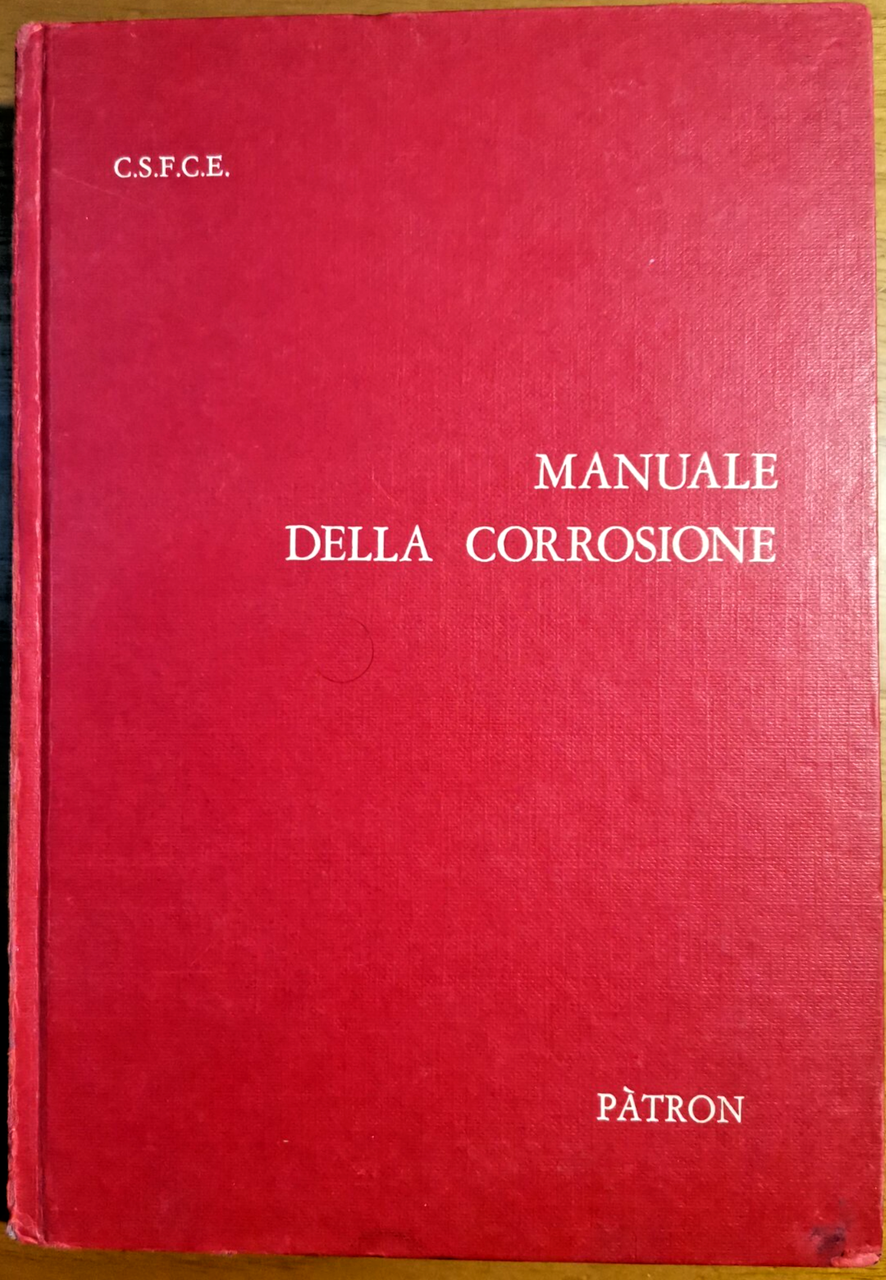 C.S.F.C.E.
MANUALE
DELLA CORROSIONE
PÀTRON